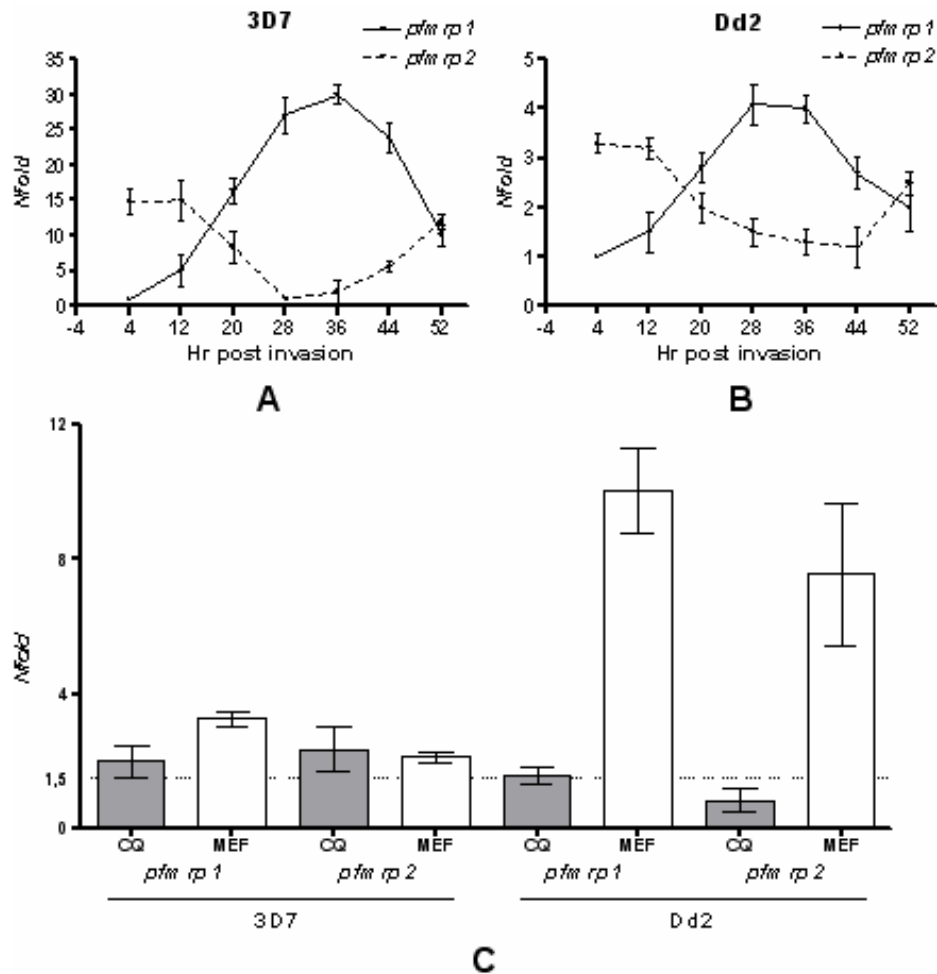 3D7
pfmrp1
pfmrp2
35
30
25
20
15
10
5
0
Nfold
-4 4 12 20 28 36 44 52
Hr post invasion
A
Dd2
pfmrp1
pfmrp2
5
4
3
2
1
0
Nfold
-4 4 12 20 28 36 44 52
Hr post invasion
B
12
8
4
1,5
0
Nfold
CQ MEF CQ MEF CQ MEF CQ MEF
pfmrp1 pfmrp2 pfmrp1 pfmrp2
3D7 Dd2
C